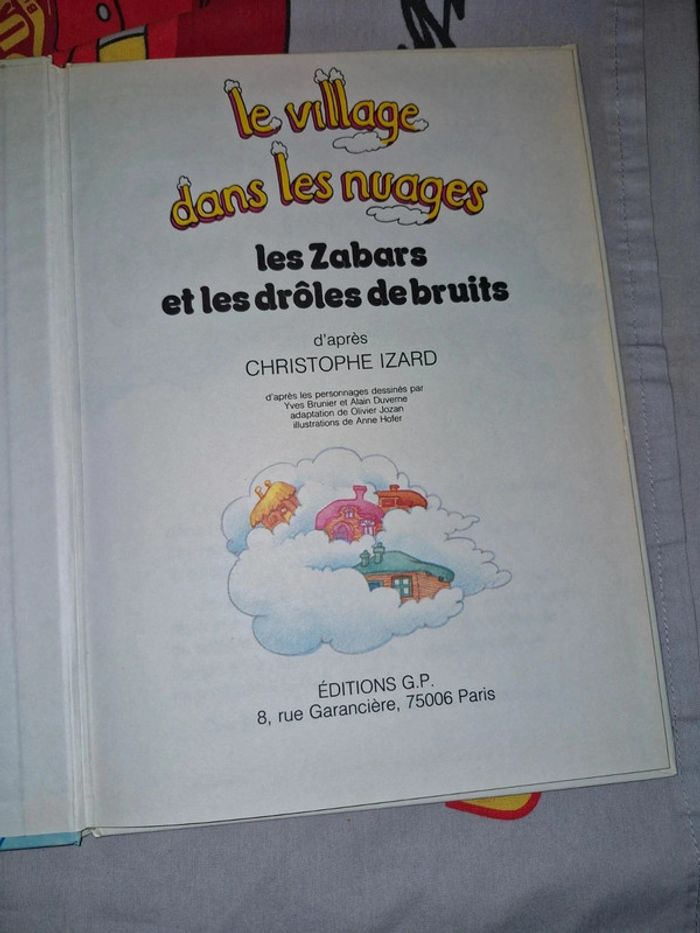 le village
dans les nuages
les Zabars
et les drôles de bruits
d'après
CHRISTOPHE IZARD
d'après les personnages dessinés par
Yves Brunier et Alain Duverne
adaptation de Olivier Jozan
illustrations de Anne Hofer
ÉDITIONS G.P.
8, rue Garancière, 75006 Paris